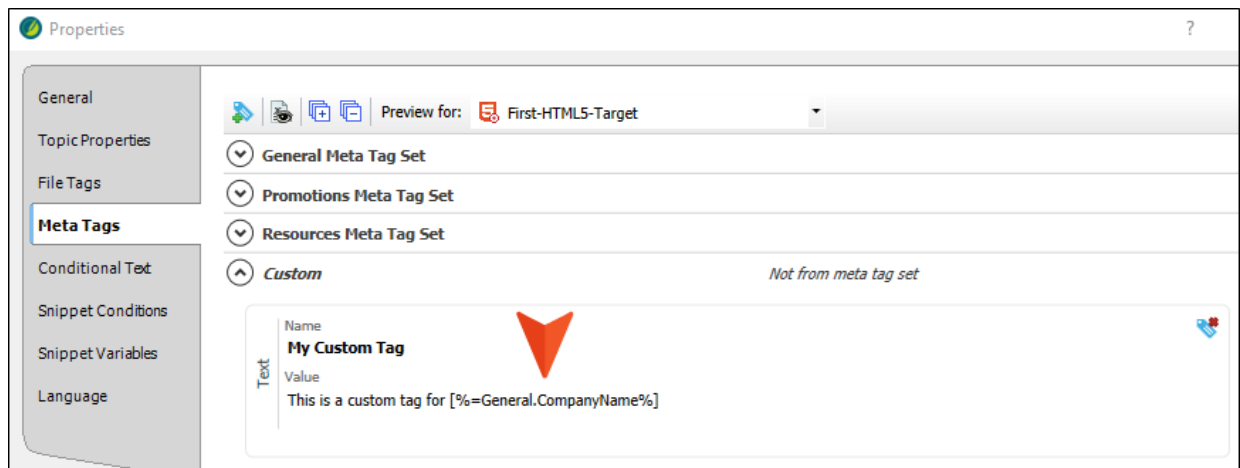 Properties
?
General
Topic Properties
File Tags
Meta Tags
Conditional Text
Snippet Conditions
Snippet Variables
Language
Preview for: First-HTML5-Target
General Meta Tag Set
Promotions Meta Tag Set
Resources Meta Tag Set
Custom Not from meta tag set
Text
Name
My Custom Tag
Value
This is a custom tag for [%=General.CompanyName%]